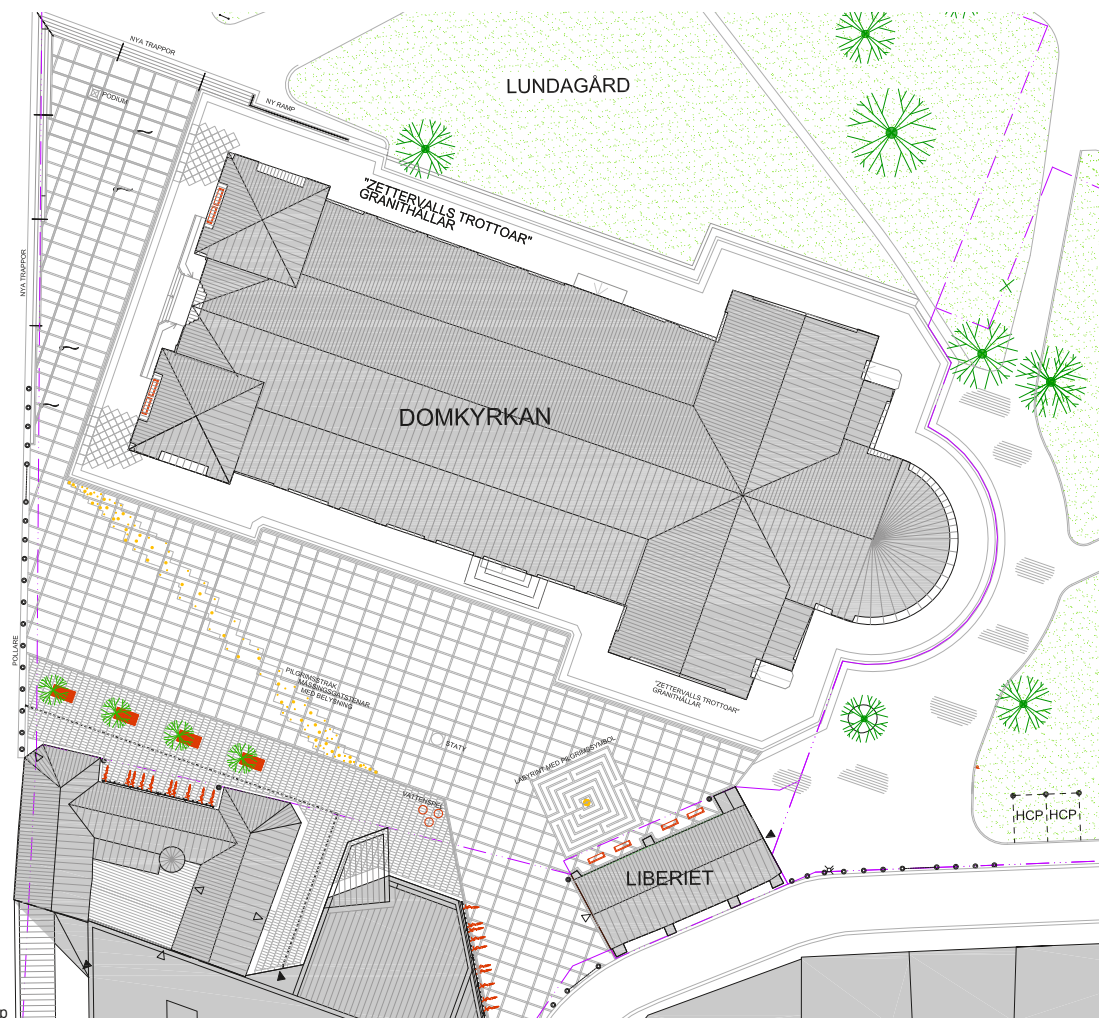 NYA TRAPPOR
LUNDAGÅRD
PODIUM
NY RAMP
"ZETTERVALLS TROTTOAR"
GRANITHÄLLAR
NYA TRAPPOR
DOMKYRKAN
POLLARE
PILGRIMSSTRÅK
MÄSSINGSGATSTENAR
MED BELYSNING
"ZETTERVALLS TROTTOAR"
GRANITHÄLLAR
STATY
LABYRINT MED PILGRIMSSYMBOL
VATTENSPEL
HCP
HCP
LIBERIET
p